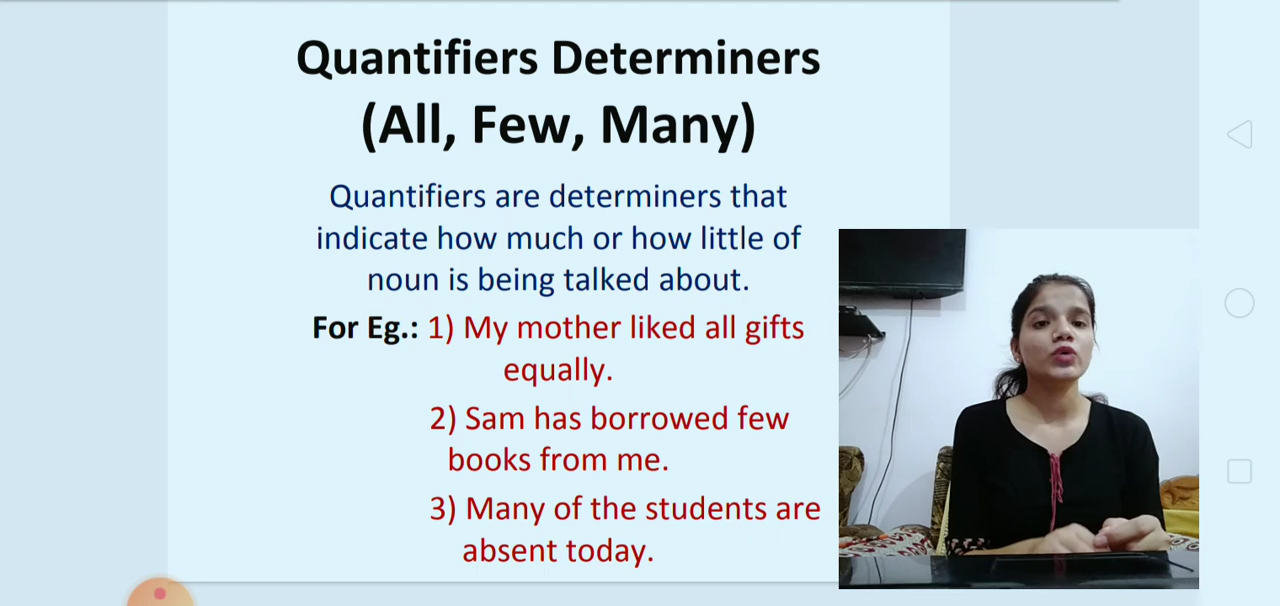 Quantifiers Determiners
(All, Few, Many)
Quantifiers are determiners that
indicate how much or how little of
noun is being talked about.
For Eg.: 1) My mother liked all gifts
equally.
2) Sam has borrowed few
books from me.
3) Many of the students are
absent today.